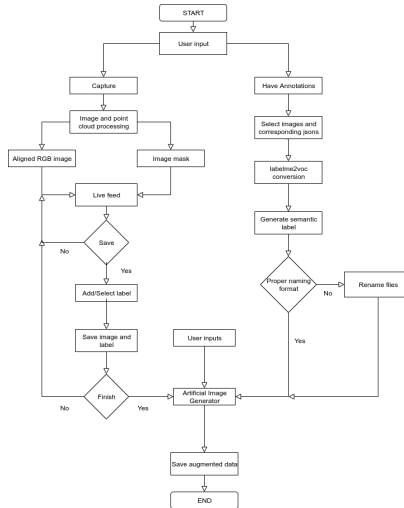 START
User input
Capture
Have Annotations
Image and point
cloud processing
Select images and
corresponding jsons
Aligned RGB image
Image mask
labelme2voc
conversion
Live feed
Generate semantic
label
Save
No
Yes
Proper naming
format
No
Rename files
Add/Select label
Save image and
label
User inputs
Yes
Finish
No
Yes
Artificial Image
Generator
Save augmented data
END